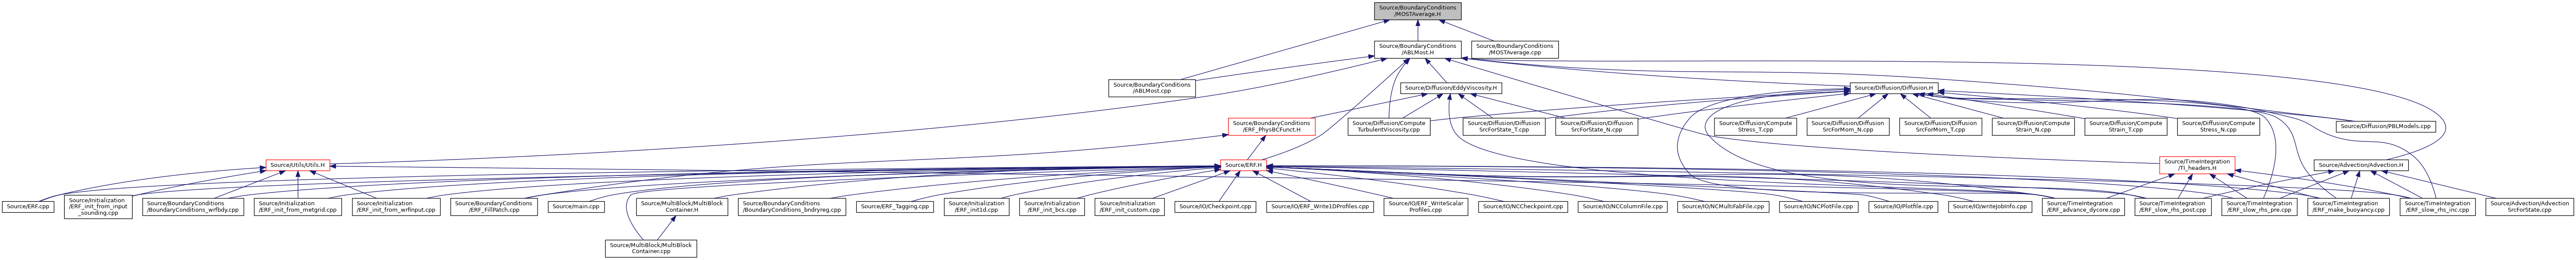 Source/BoundaryConditions
/MOSTAverage.H
Source/BoundaryConditions
/ABLMost.H
Source/BoundaryConditions
/MOSTAverage.cpp
Source/BoundaryConditions
/ABLMost.cpp
Source/Diffusion/EddyViscosity.H
Source/Diffusion/Diffusion.H
Source/BoundaryConditions
/ERF_PhysBCFunct.H
Source/Diffusion/Compute
TurbulentViscosity.cpp
Source/Diffusion/Diffusion
SrcForState_T.cpp
Source/Diffusion/Diffusion
SrcForState_N.cpp
Source/Diffusion/Compute
Stress_T.cpp
Source/Diffusion/Diffusion
SrcForMom_N.cpp
Source/Diffusion/Diffusion
SrcForMom_T.cpp
Source/Diffusion/Compute
Strain_N.cpp
Source/Diffusion/Compute
Strain_T.cpp
Source/Diffusion/Compute
Stress_N.cpp
Source/Diffusion/PBLModels.cpp
Source/Utils/Utils.H
Source/ERF.H
Source/TimeIntegration
/TI_headers.H
Source/Advection/Advection.H
Source/ERF.cpp
Source/Initialization
/ERF_init_from_input
_sounding.cpp
Source/BoundaryConditions
/BoundaryConditions_wrfbdy.cpp
Source/Initialization
/ERF_init_from_metgrid.cpp
Source/Initialization
/ERF_init_from_wrfinput.cpp
Source/BoundaryConditions
/ERF_FillPatch.cpp
Source/main.cpp
Source/MultiBlock/MultiBlock
Container.H
Source/BoundaryConditions
/BoundaryConditions_bndryreg.cpp
Source/ERF_Tagging.cpp
Source/Initialization
/ERF_init1d.cpp
Source/Initialization
/ERF_init_bcs.cpp
Source/Initialization
/ERF_init_custom.cpp
Source/IO/Checkpoint.cpp
Source/IO/ERF_Write1DProfiles.cpp
Source/IO/ERF_WriteScalar
Profiles.cpp
Source/IO/NCCheckpoint.cpp
Source/IO/NCColumnFile.cpp
Source/IO/NCMultiFabFile.cpp
Source/IO/NCPlotFile.cpp
Source/IO/Plotfile.cpp
Source/IO/writeJobInfo.cpp
Source/TimeIntegration
/ERF_advance_dycore.cpp
Source/TimeIntegration
/ERF_slow_rhs_post.cpp
Source/TimeIntegration
/ERF_slow_rhs_pre.cpp
Source/TimeIntegration
/ERF_make_buoyancy.cpp
Source/TimeIntegration
/ERF_slow_rhs_inc.cpp
Source/Advection/Advection
SrcForState.cpp
Source/MultiBlock/MultiBlock
Container.cpp